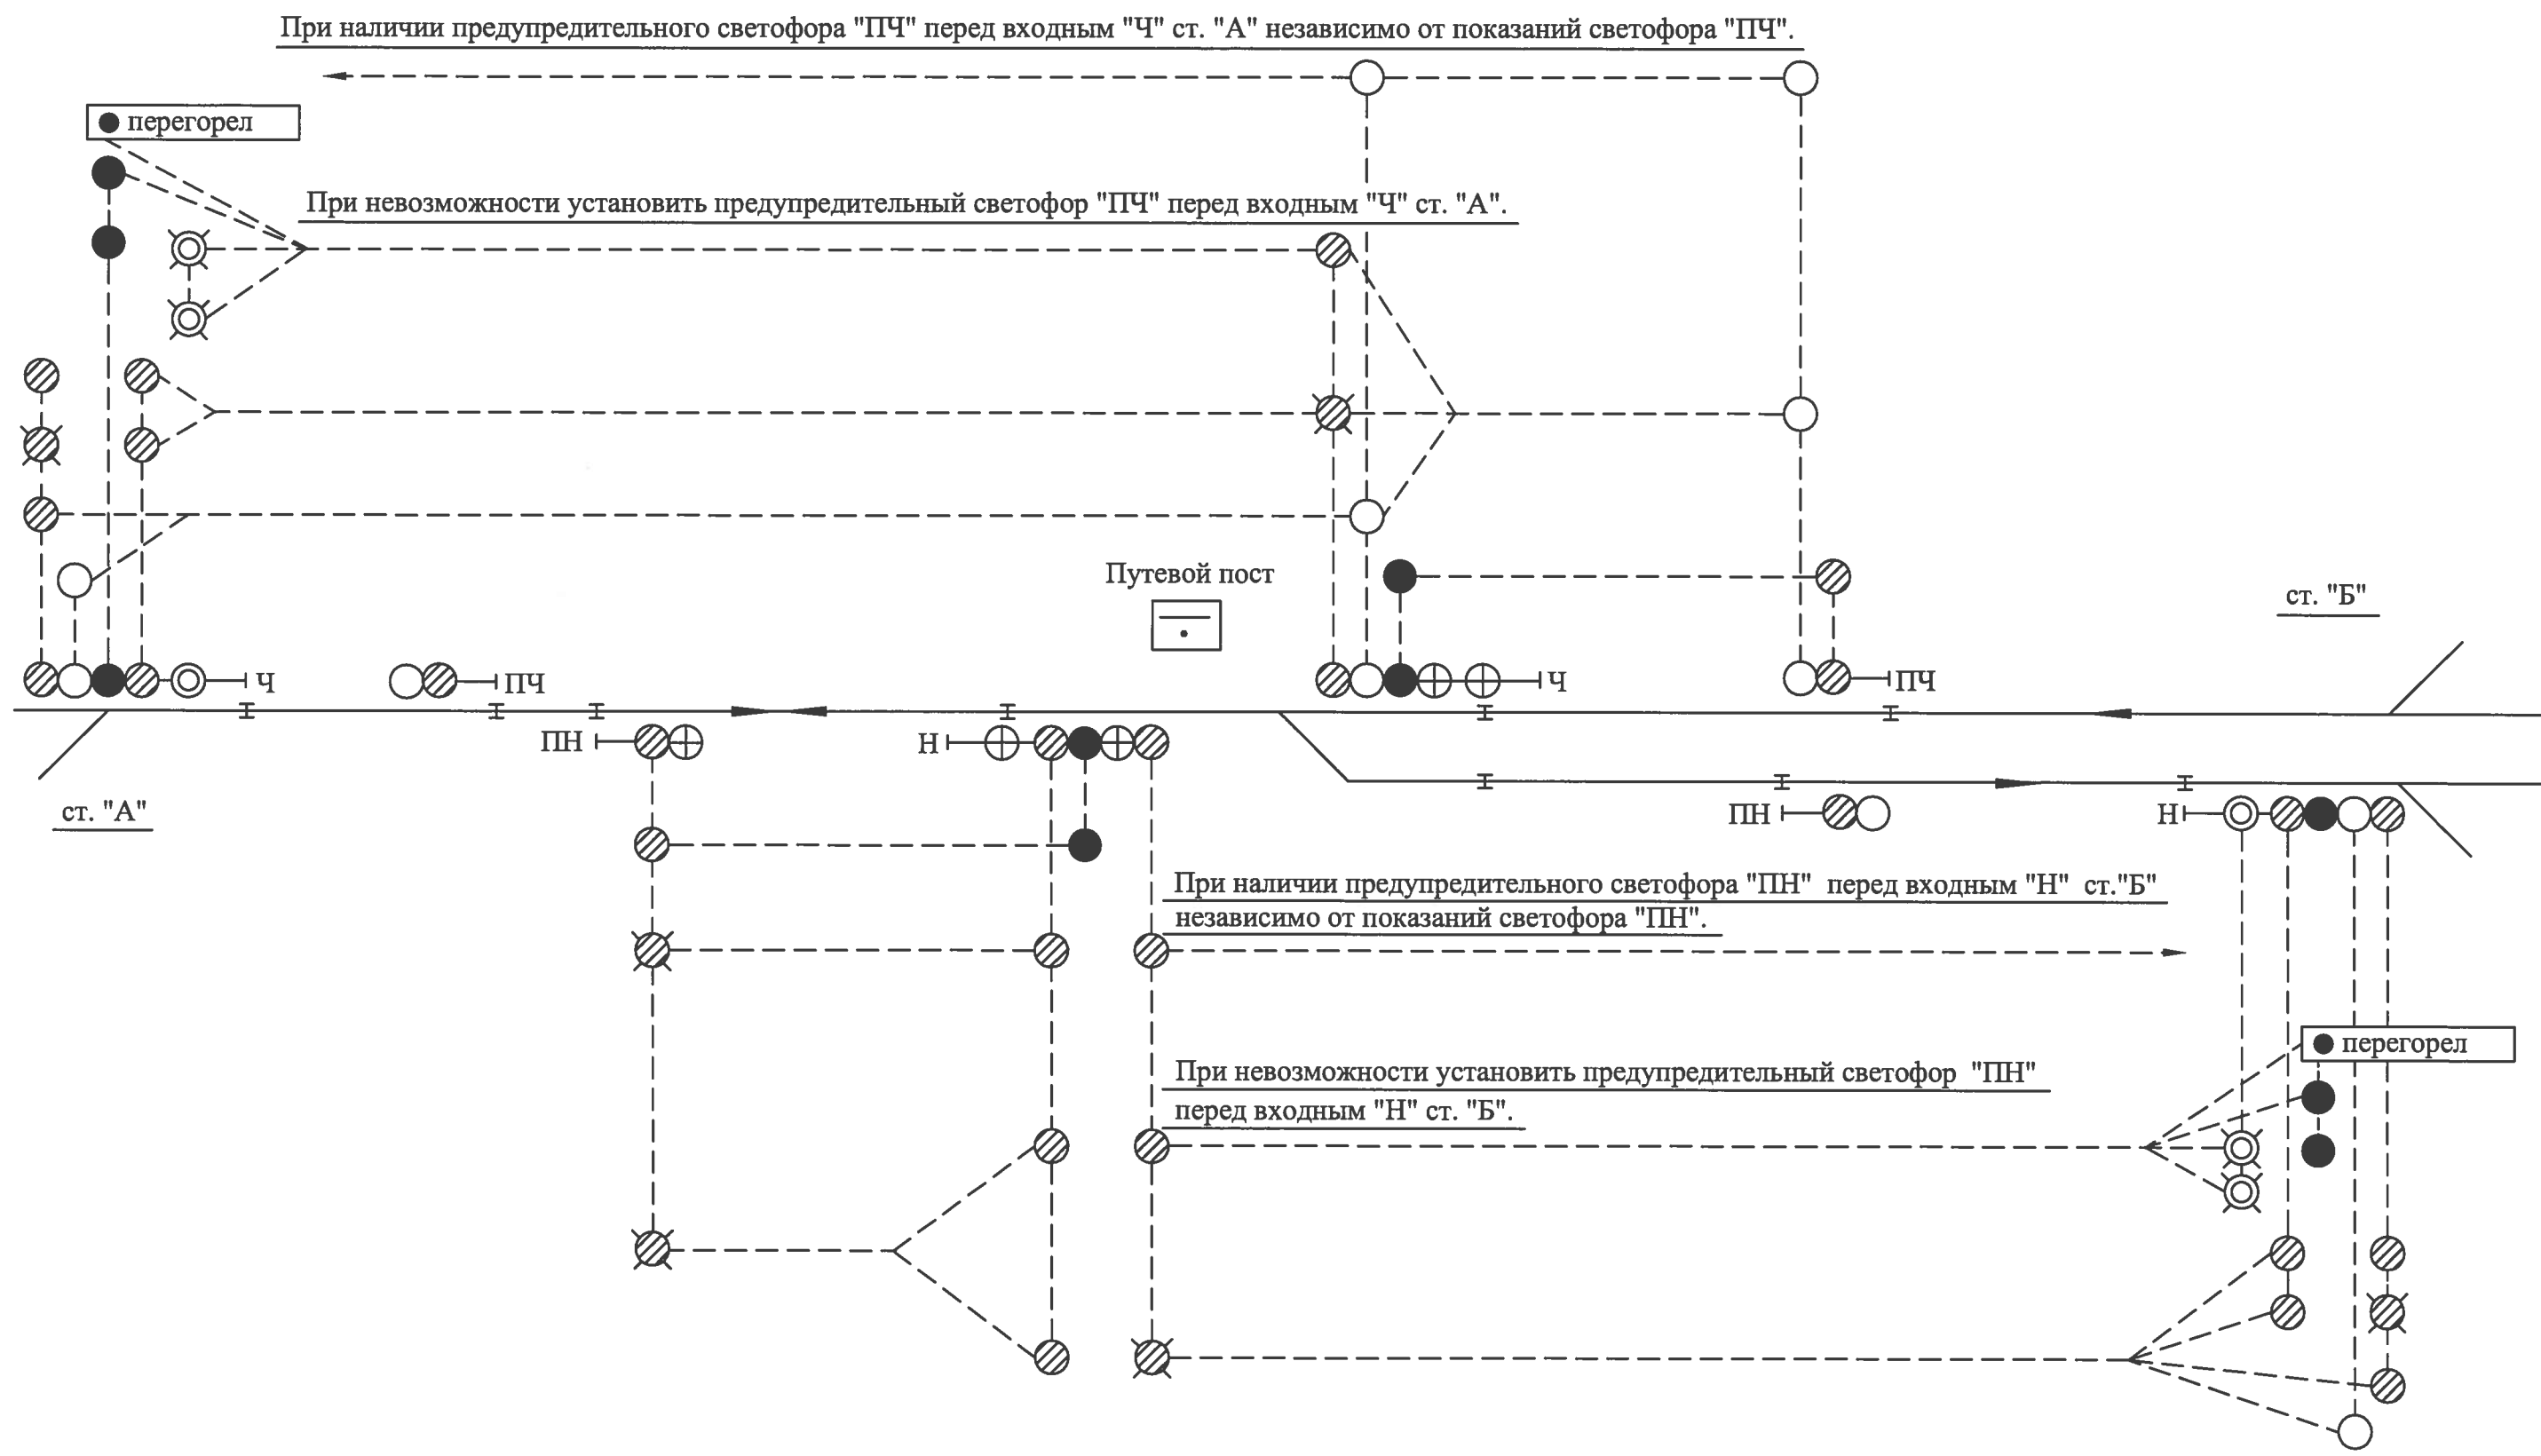 При наличии предупредительного светофора "ПЧ" перед входным "Ч" ст. "А" независимо от показаний светофора "ПЧ".
перегорел
При невозможности установить предупредительный светофор "ПЧ" перед входным "Ч" ст. "А".
Путевой пост
ст. "Б"
Ч
ПЧ
Ч
ПЧ
ПН
Н
ст. "А"
ПН
Н
При наличии предупредительного светофора "ПН" перед входным "Н" ст."Б"
независимо от показаний светофора "ПН".
перегорел
При невозможности установить предупредительный светофор "ПН"
перед входным "Н" ст. "Б".